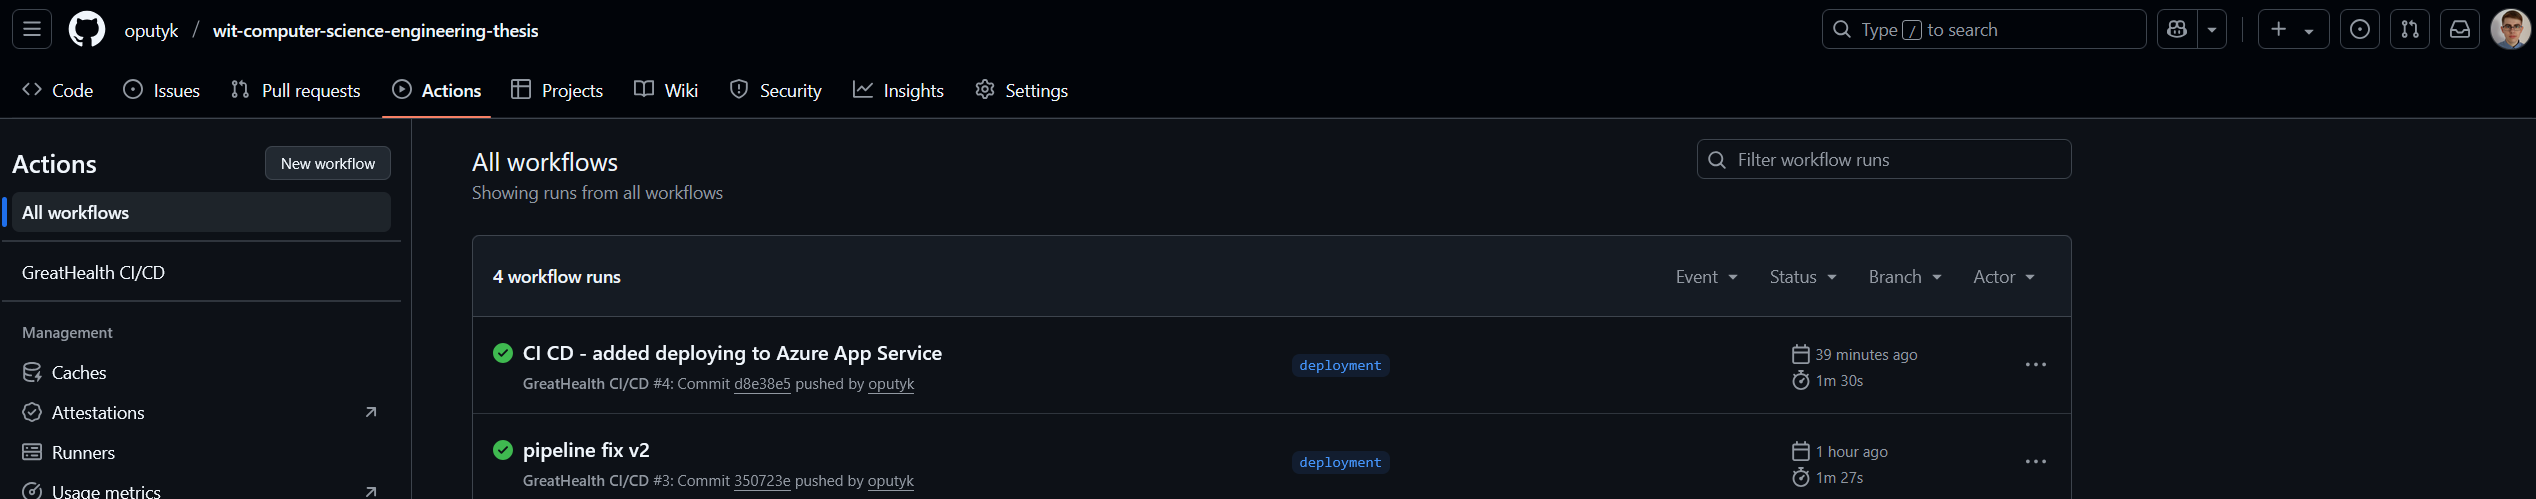 oputyk / wit-computer-science-engineering-thesis
Type / to search
Code Issues Pull requests Actions Projects Wiki Security Insights Settings
Actions
New workflow
All workflows
GreatHealth CI/CD
Management
Caches
Attestations
Runners
Usage metrics
All workflows
Showing runs from all workflows
Filter workflow runs
4 workflow runs
Event Status Branch Actor
CI CD - added deploying to Azure App Service
GreatHealth CI/CD #4: Commit d8e38e5 pushed by oputyk
deployment
39 minutes ago
1m 30s
pipeline fix v2
GreatHealth CI/CD #3: Commit 350723e pushed by oputyk
deployment
1 hour ago
1m 27s